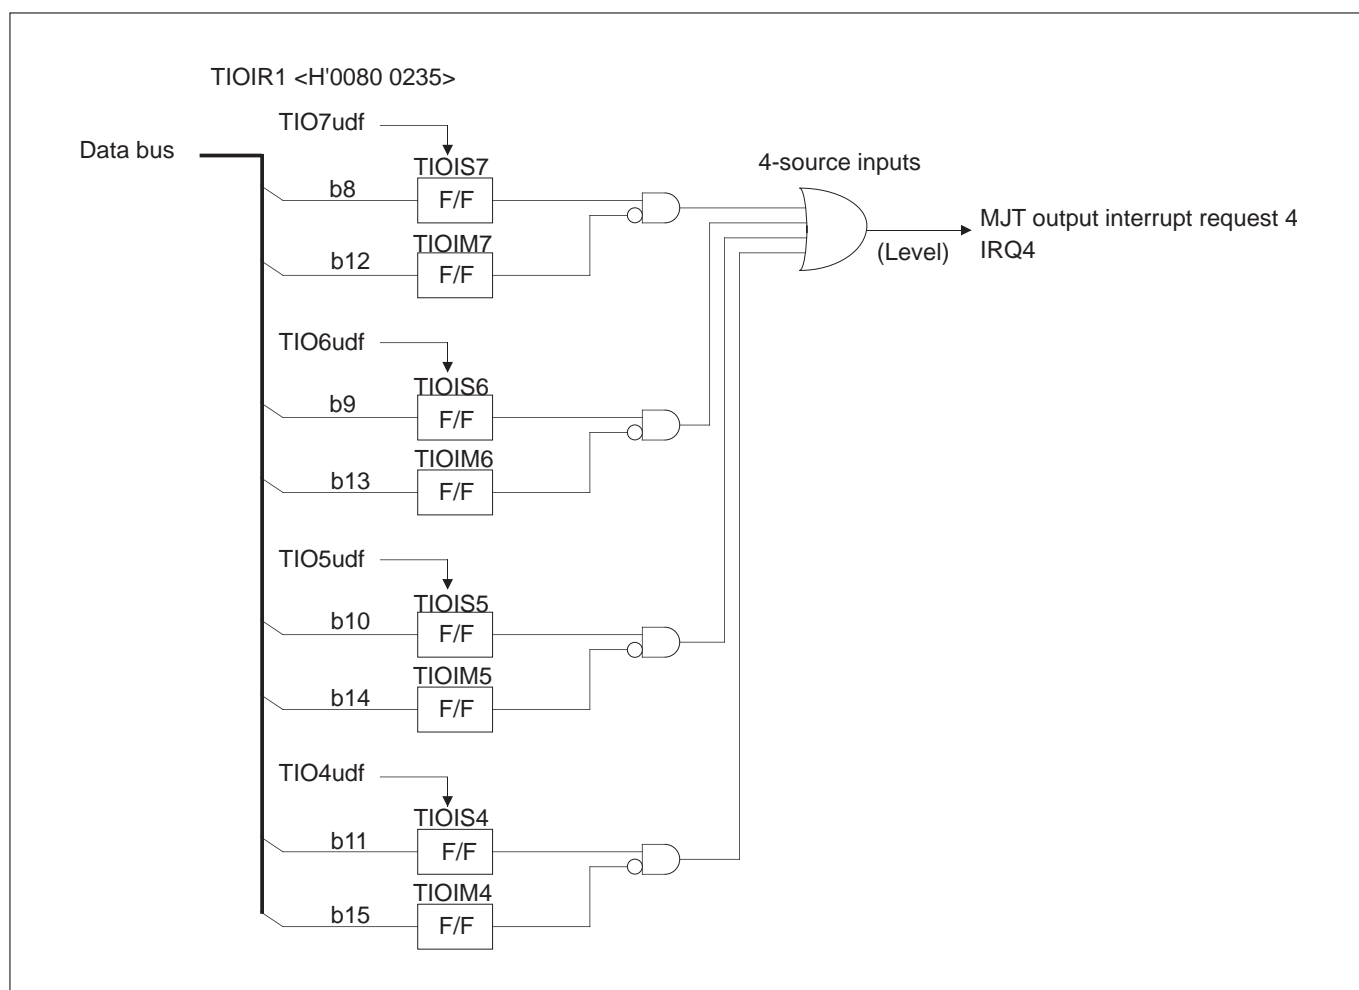 TIOIR1 <H'0080 0235>
TIO7udf
Data bus
TIOIS7
4-source inputs
b8
F/F
MJT output interrupt request 4
IRQ4
(Level)
TIOIM7
b12
F/F
TIO6udf
TIOIS6
b9
F/F
TIOIM6
b13
F/F
TIO5udf
TIOIS5
b10
F/F
TIOIM5
b14
F/F
TIO4udf
TIOIS4
b11
F/F
TIOIM4
b15
F/F